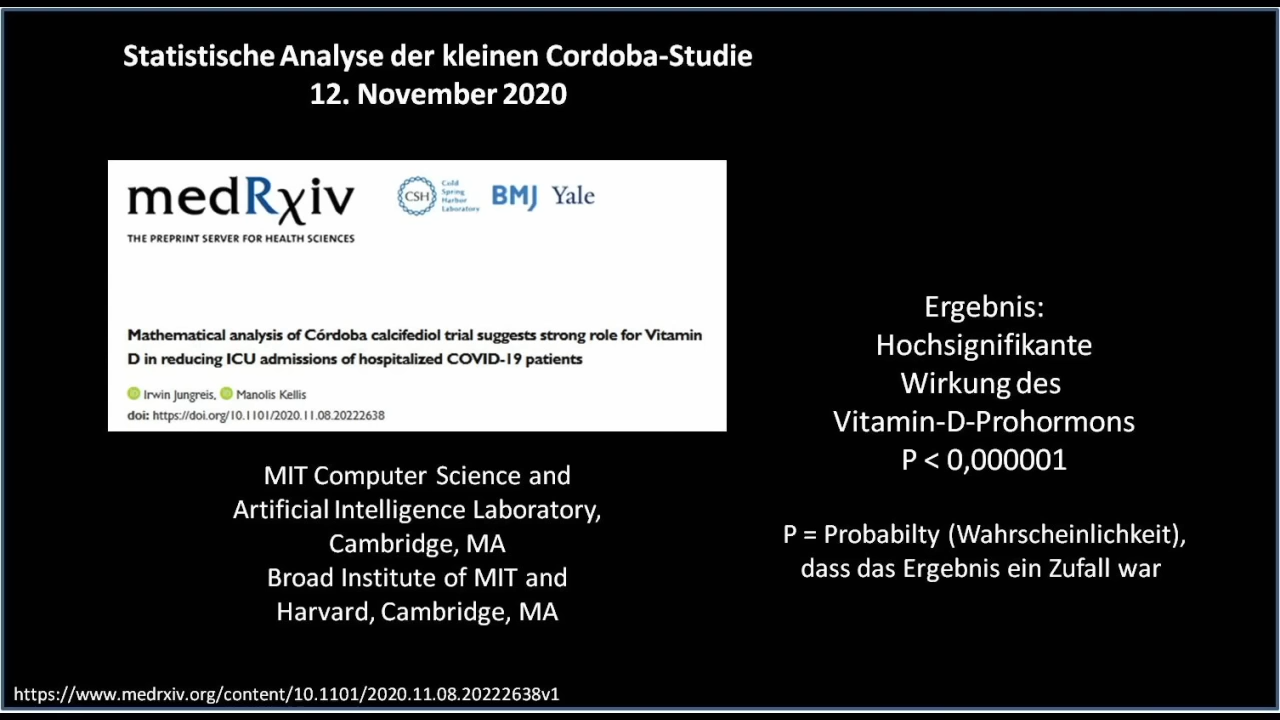 Statistische Analyse der kleinen Cordoba-Studie
12. November 2020
medRxiv
THE PREPRINT SERVER FOR HEALTH SCIENCES
CSH
Cold
Spring
Harbor
Laboratory
BMJ
Yale
Mathematical analysis of Córdoba calcifediol trial suggests strong role for Vitamin
D in reducing ICU admissions of hospitalized COVID-19 patients
Irwin Jungreis, Manolis Kellis
doi: https://doi.org/10.1101/2020.11.08.20222638
MIT Computer Science and
Artificial Intelligence Laboratory,
Cambridge, MA
Broad Institute of MIT and
Harvard, Cambridge, MA
Ergebnis:
Hochsignifikante
Wirkung des
Vitamin-D-Prohormons
P < 0,000001
P = Probabilty (Wahrscheinlichkeit),
dass das Ergebnis ein Zufall war
https://www.medrxiv.org/content/10.1101/2020.11.08.20222638v1